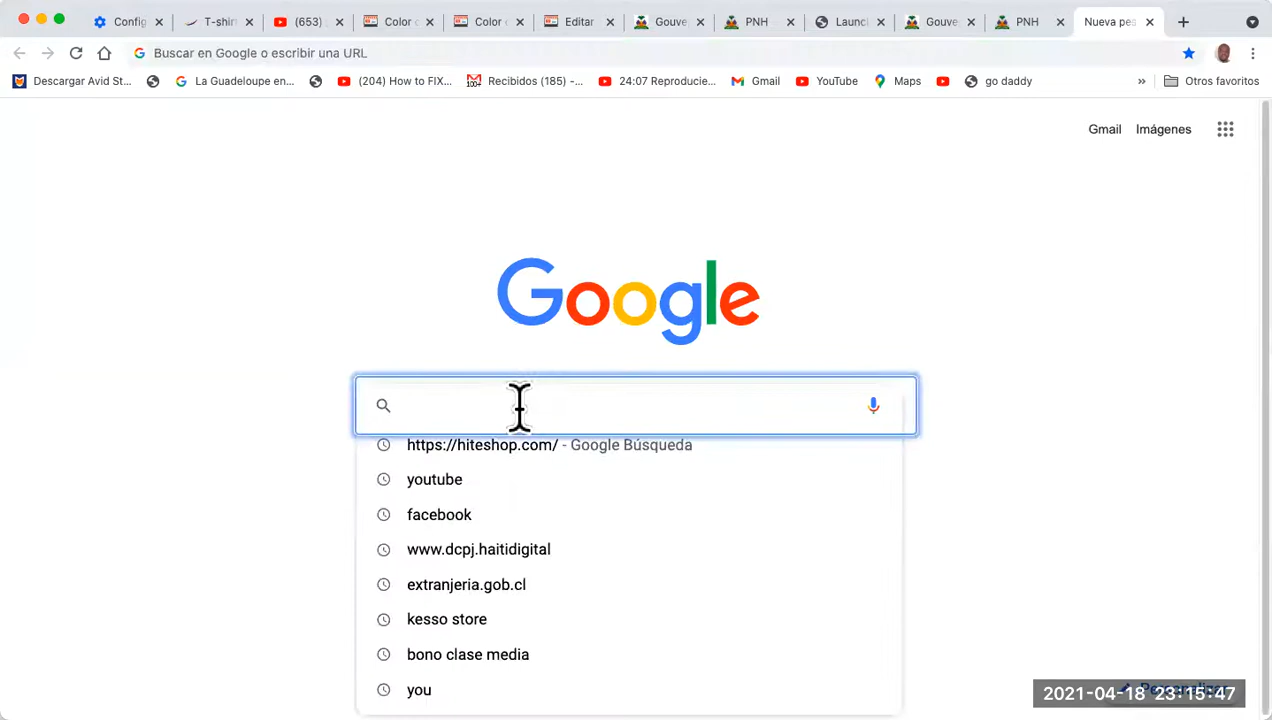 Config
T-shir
(653)
Color
Color
Editar
Gouve
PNH -
Launc
Gouve
PNH
Nueva pes
Buscar en Google o escribir una URL
Descargar Avid St...
La Guadeloupe en...
(204) How to FIX...
100+
Recibidos (185) -...
24:07 Reproducie...
Gmail
YouTube
Maps
go daddy
»
Otros favoritos
Gmail
Imágenes
Google
https://hiteshop.com/ - Google Búsqueda
youtube
facebook
www.dcpj.haitidigital
extranjeria.gob.cl
kesso store
bono clase media
you
2021-04-18 23:15:47